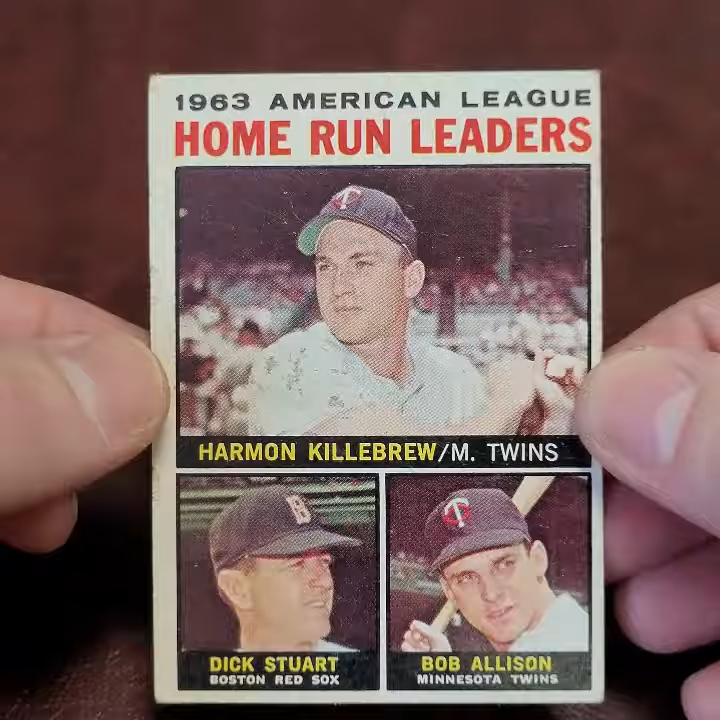 1963 AMERICAN LEAGUE
HOME RUN LEADERS
HARMON KILLEBREW/M. TWINS
DICK STUART
BOSTON RED SOX
BOB ALLISON
MINNESOTA TWINS